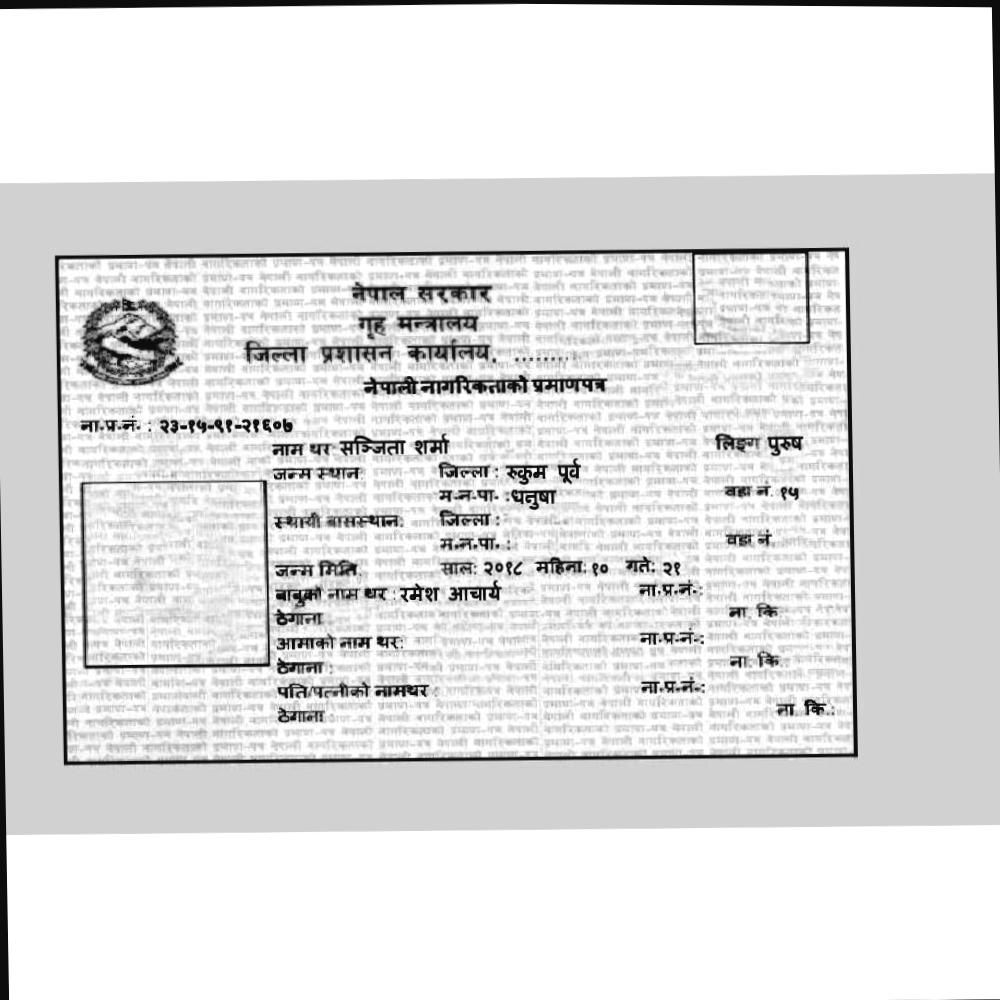 नेपाल सरकार
गृह मन्त्रालय
जिल्ला प्रशासन कार्यालय, .........
नेपाली नागरिकताको प्रमाणपत्र
ना.प्र.नं. : २३-१५-९१-२१६०७
नाम थर सञ्जिता शर्मा लिङ्ग पुरुष
जन्म स्थान: जिल्ला : रुकुम पूर्व
म.न.पा. :धनुषा वडा नं. १५
स्थायी बासस्थान: जिल्ला :
म.न.पा. : वडा नं.
जन्म मिति: साल: २०१८ महिना: १० गते: २१
बाबुको नाम थर : रमेश आचार्य ना.प्र.नं.:
ठेगाना: ना. कि.:
आमाको नाम थर: ना.प्र.नं.:
ठेगाना : ना. कि.:
पति/पत्नीको नामथर : ना.प्र.नं.:
ठेगाना : ना. कि.: